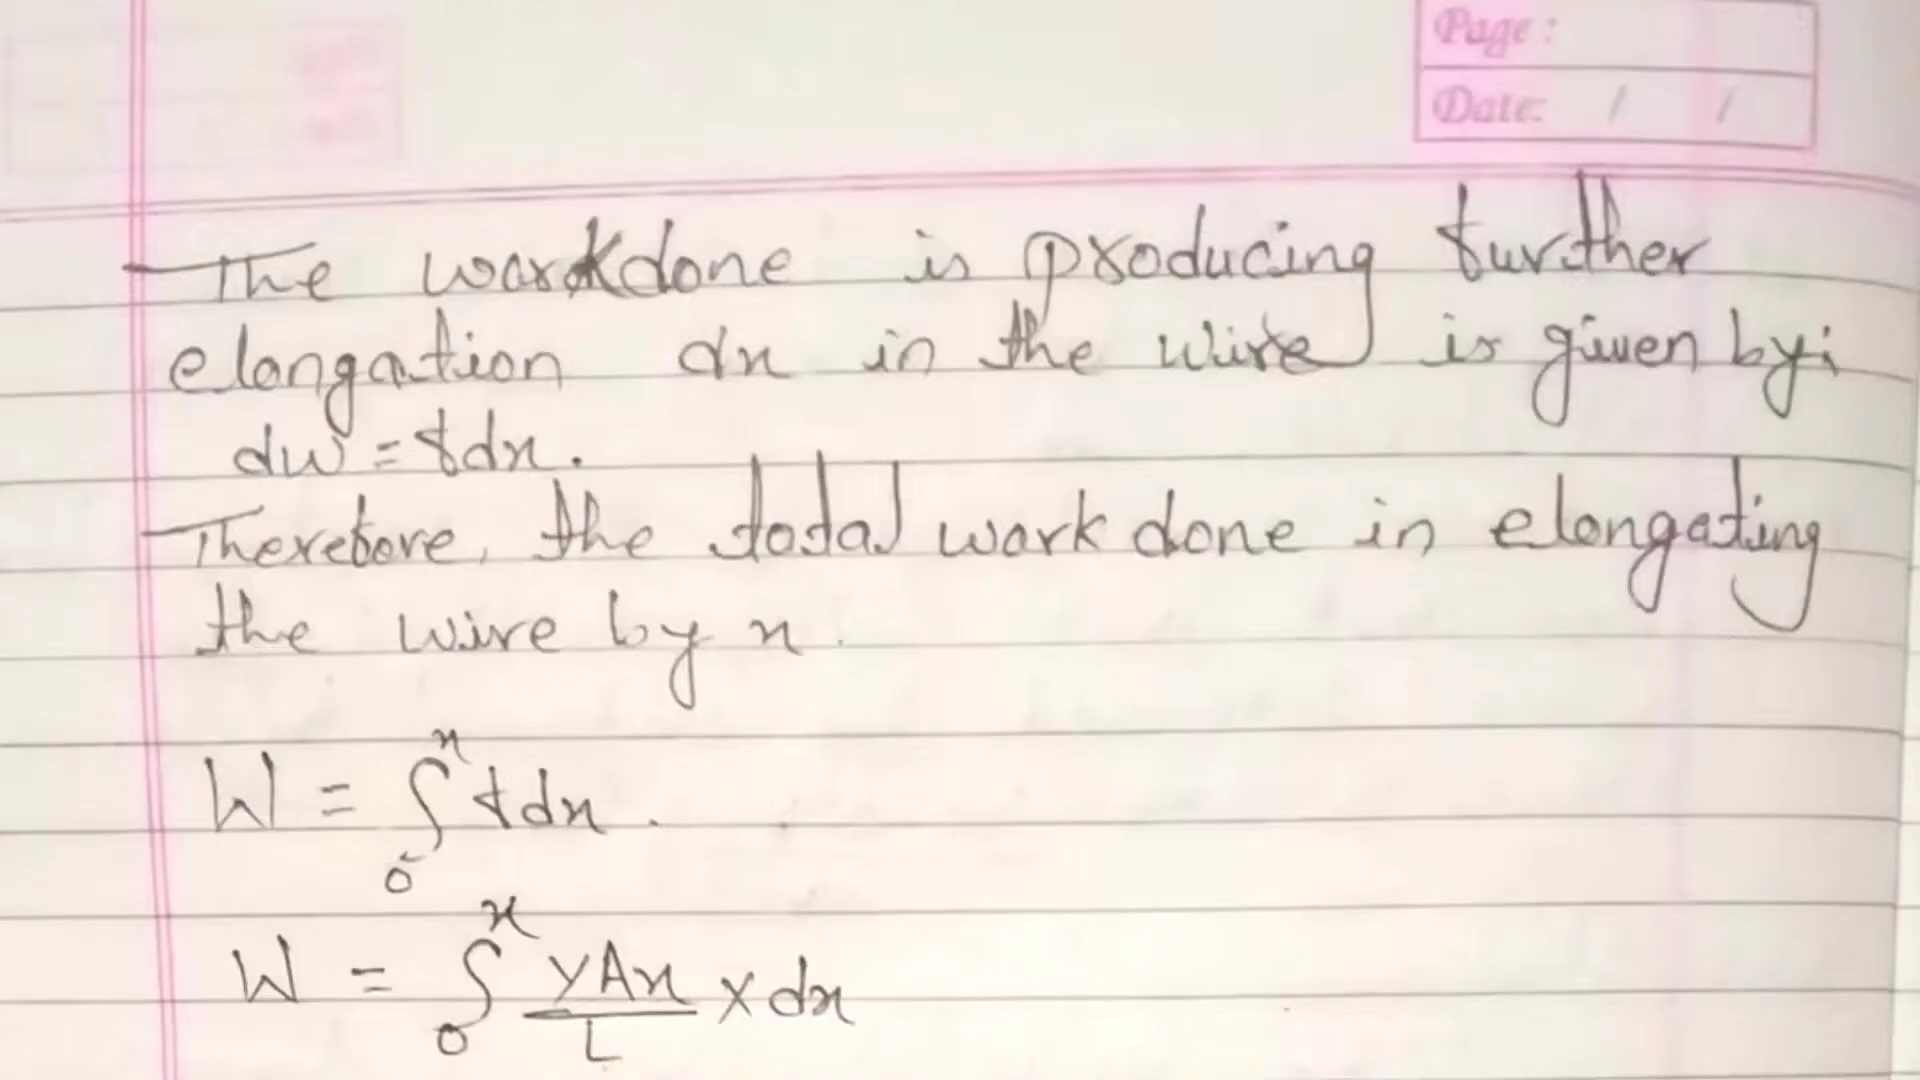 Page :
Date: / /
The workdone is producing further
elongation dx in the wire is given by:
dw = fdx.
Therefore, the total work done in elongating
the wire by x.
W = ∫₀ˣ fdx.
W = ∫₀ˣ YAx/L × dx